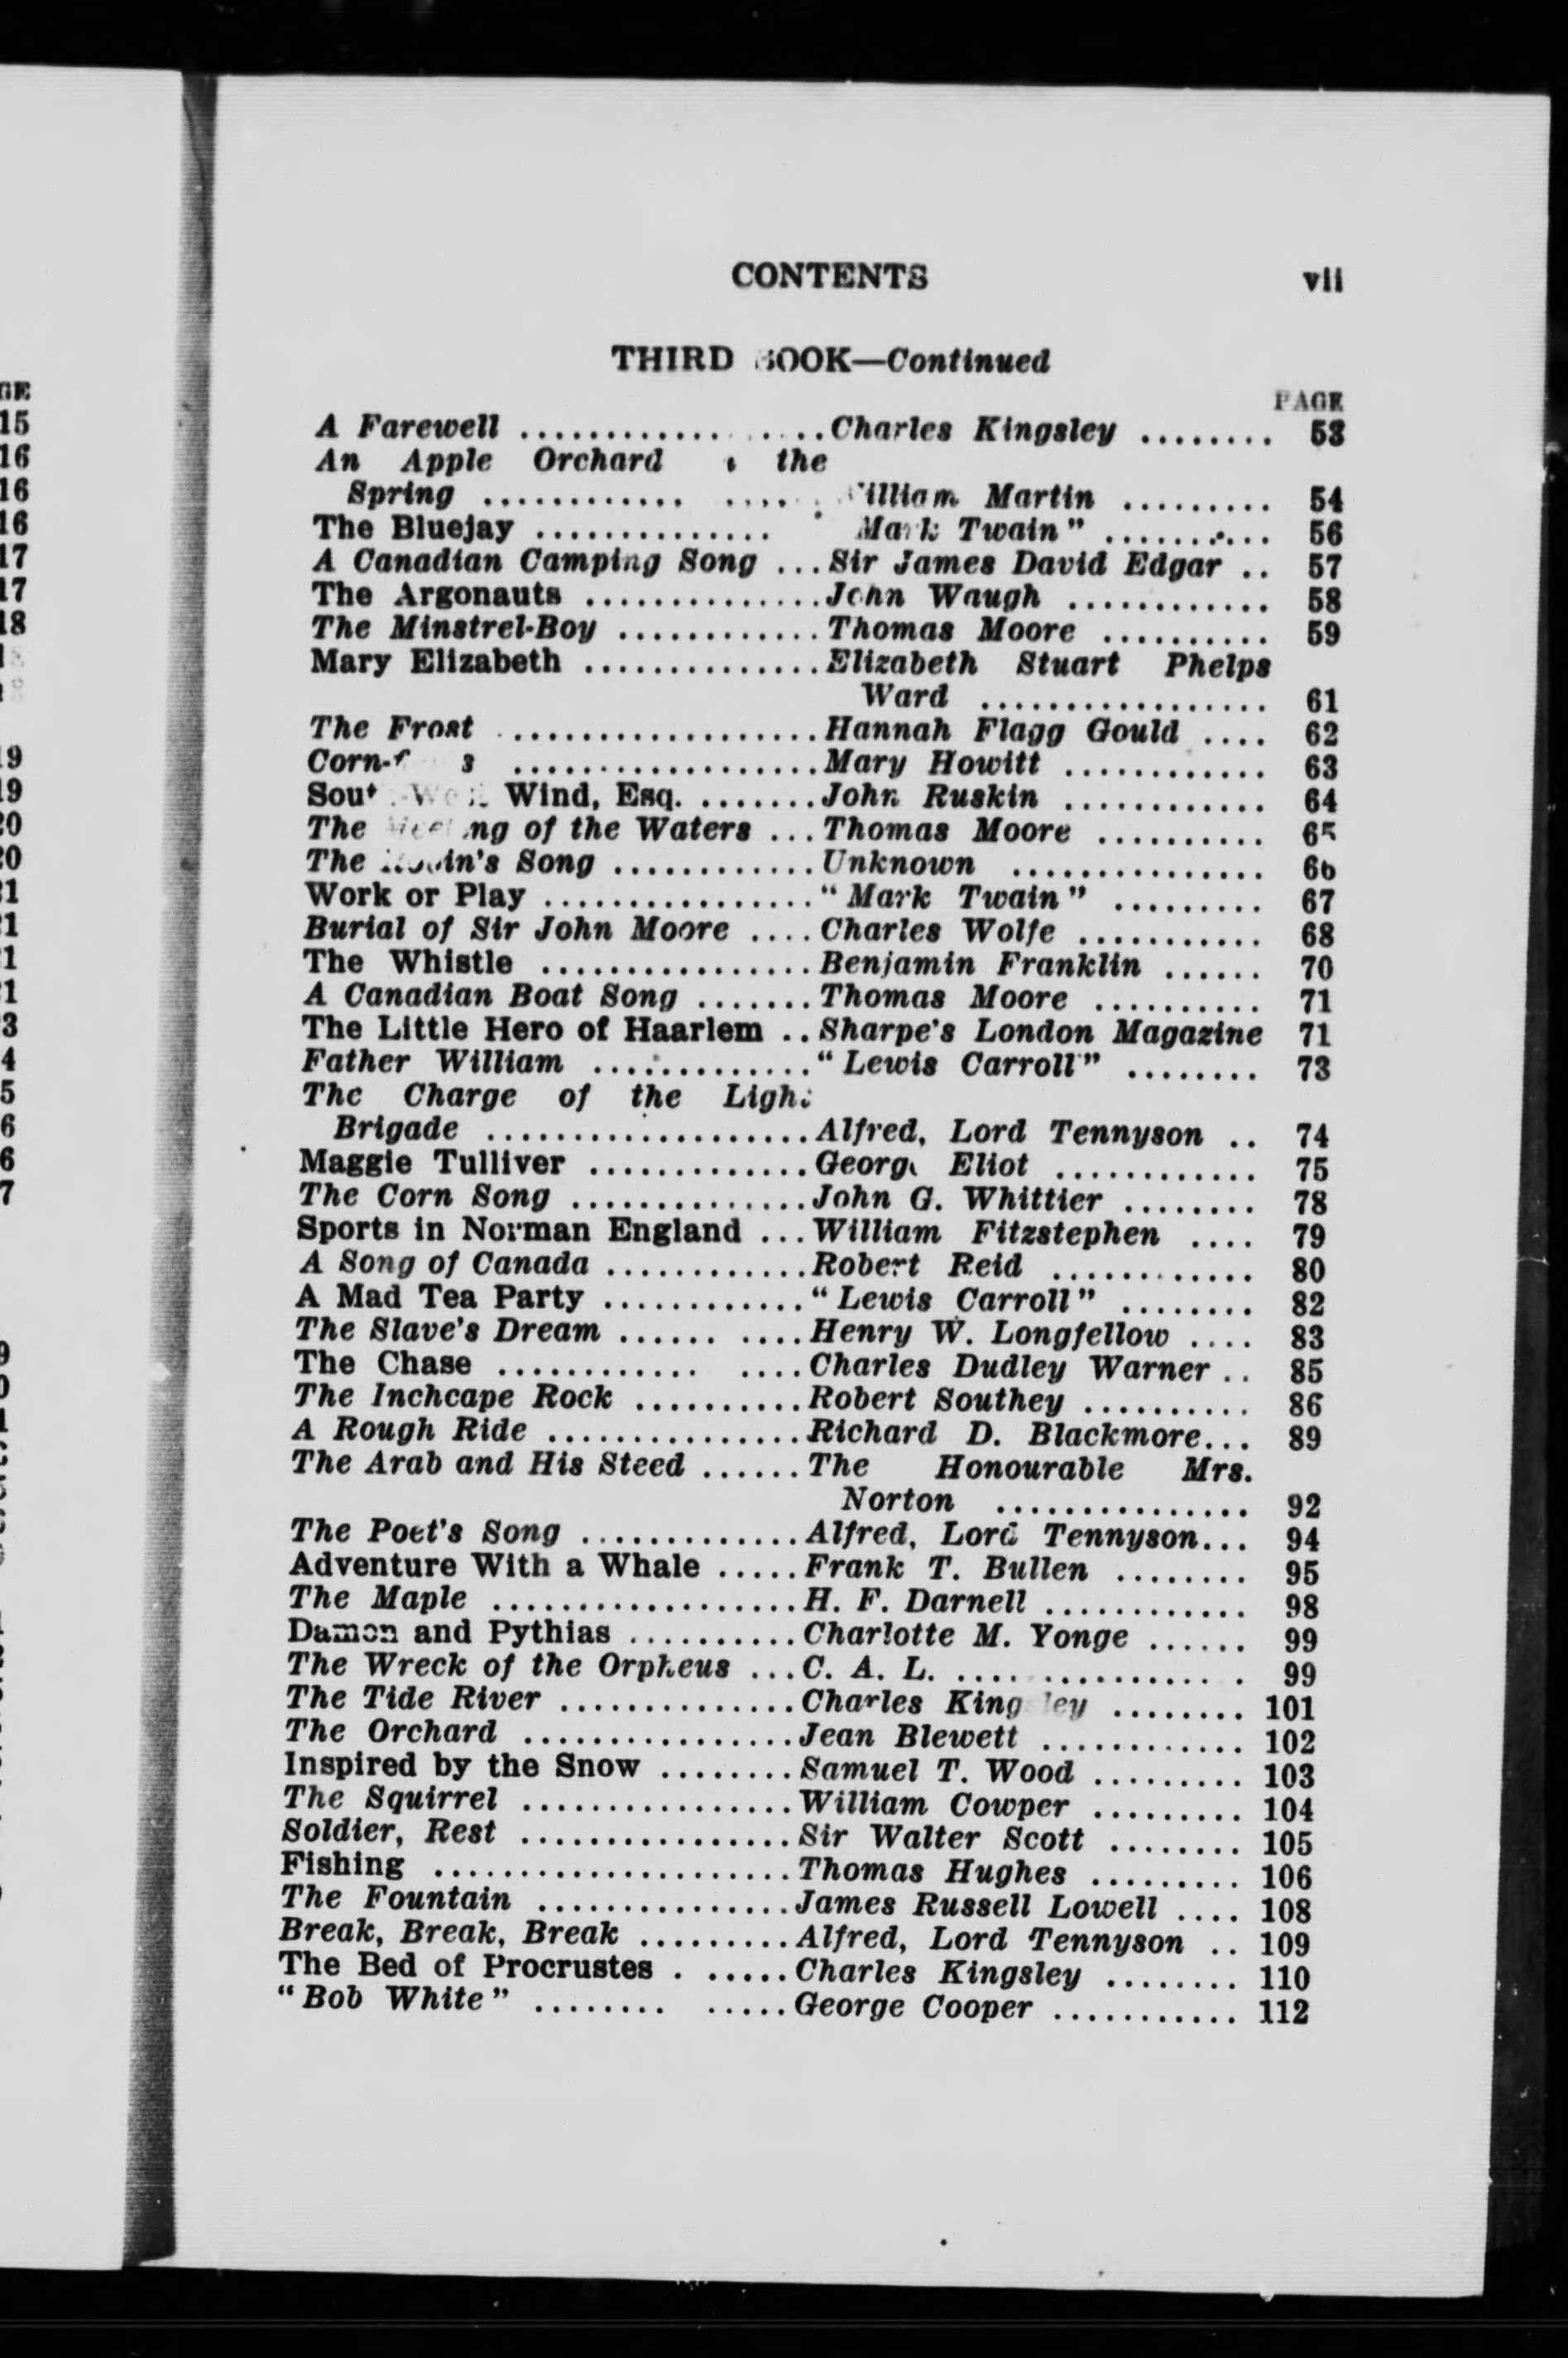 CONTENTS vii
THIRD BOOK—Continued
PAGE
A Farewell .................. Charles Kingsley ........ 53
An Apple Orchard the
Spring .................. William Martin ......... 54
The Bluejay .............. Mark Twain" .......... 56
A Canadian Camping Song ... Sir James David Edgar .. 57
The Argonauts .............. John Waugh ............ 58
The Minstrel-Boy ............ Thomas Moore .......... 59
Mary Elizabeth .............. Elizabeth Stuart Phelps
Ward ................. 61
The Frost ................... Hannah Flagg Gould .... 62
.................. Mary Howitt ............ 63
Wind, Esq. ....... John Ruskin ............ 64
The Meeting of the Waters ... Thomas Moore .......... 65
The Robin's Song ............ Unknown ............... 66
Work or Play ................ "Mark Twain" ......... 67
Burial of Sir John Moore .... Charles Wolfe ........... 68
The Whistle ................ Benjamin Franklin ...... 70
A Canadian Boat Song ....... Thomas Moore .......... 71
The Little Hero of Haarlem .. Sharpe's London Magazine 71
Father William ............. "Lewis Carroll" ........ 73
The Charge of the Light
Brigade ................... Alfred, Lord Tennyson .. 74
Maggie Tulliver ............. George Eliot ............ 75
The Corn Song .............. John G. Whittier ........ 78
Sports in Norman England ... William Fitzstephen .... 79
A Song of Canada ............ Robert Reid ............ 80
A Mad Tea Party ............ "Lewis Carroll" ........ 82
The Slave's Dream ...... .... Henry W. Longfellow .... 83
The Chase ............ .... Charles Dudley Warner .. 85
The Inchcape Rock .......... Robert Southey .......... 86
A Rough Ride ............... Richard D. Blackmore... 89
The Arab and His Steed ...... The Honourable Mrs.
Norton ............... 92
The Poet's Song ............. Alfred, Lord Tennyson... 94
Adventure With a Whale ..... Frank T. Bullen ........ 95
The Maple .................. H. F. Darnell ............ 98
Damon and Pythias .......... Charlotte M. Yonge ...... 99
The Wreck of the Orpheus ... C. A. L. ................. 99
The Tide River .............. Charles Kingsley ........ 101
The Orchard ................ Jean Blewett ............ 102
Inspired by the Snow ........ Samuel T. Wood ......... 103
The Squirrel ................ William Cowper ......... 104
Soldier, Rest ................ Sir Walter Scott ........ 105
Fishing ..................... Thomas Hughes ......... 106
The Fountain ............... James Russell Lowell .... 108
Break, Break, Break ......... Alfred, Lord Tennyson .. 109
The Bed of Procrustes . ..... Charles Kingsley ........ 110
"Bob White" ........ ..... George Cooper ........... 112